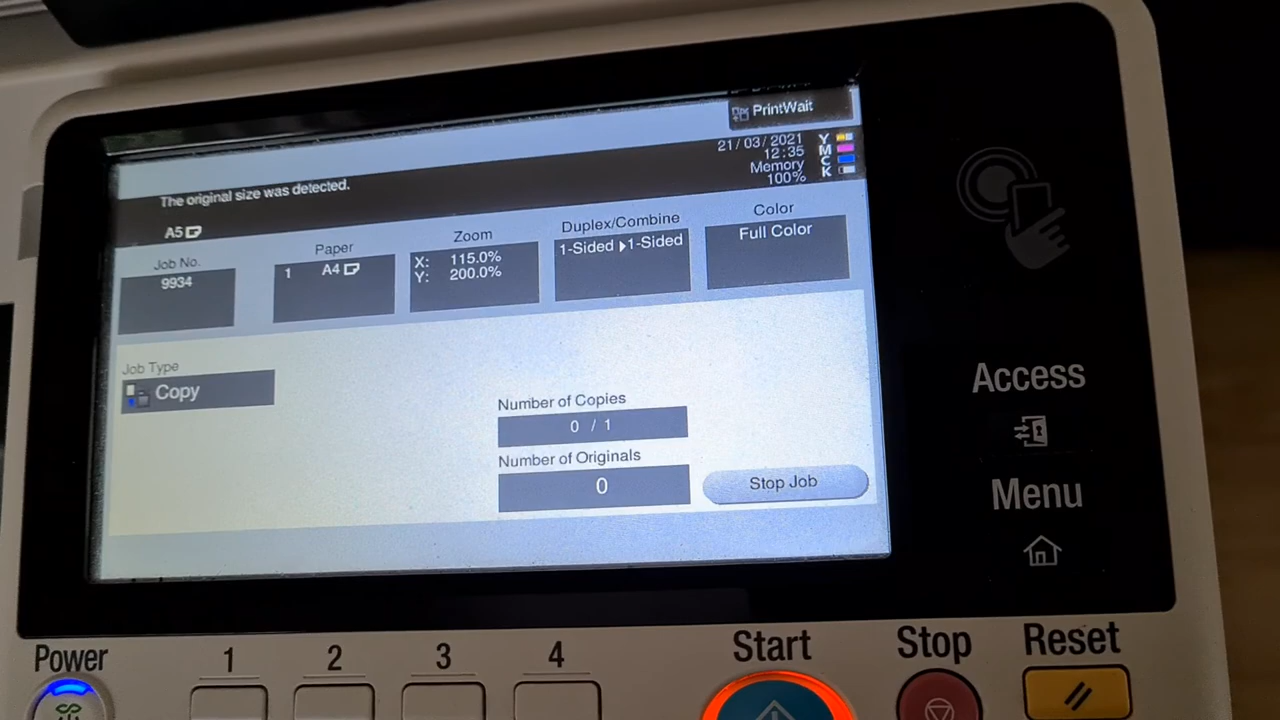 PrintWait
21/03/2021
12:35
Memory
100%
Y
M
C
K
The original size was detected.
A5
Job No.
9934
Paper
1 A4
Zoom
X: 115.0%
Y: 200.0%
Duplex/Combine
1-Sided ▶1-Sided
Color
Full Color
Job Type
Copy
Number of Copies
0 / 1
Number of Originals
0
Stop Job
Access
Menu
Power
1
2
3
4
Start
Stop
Reset